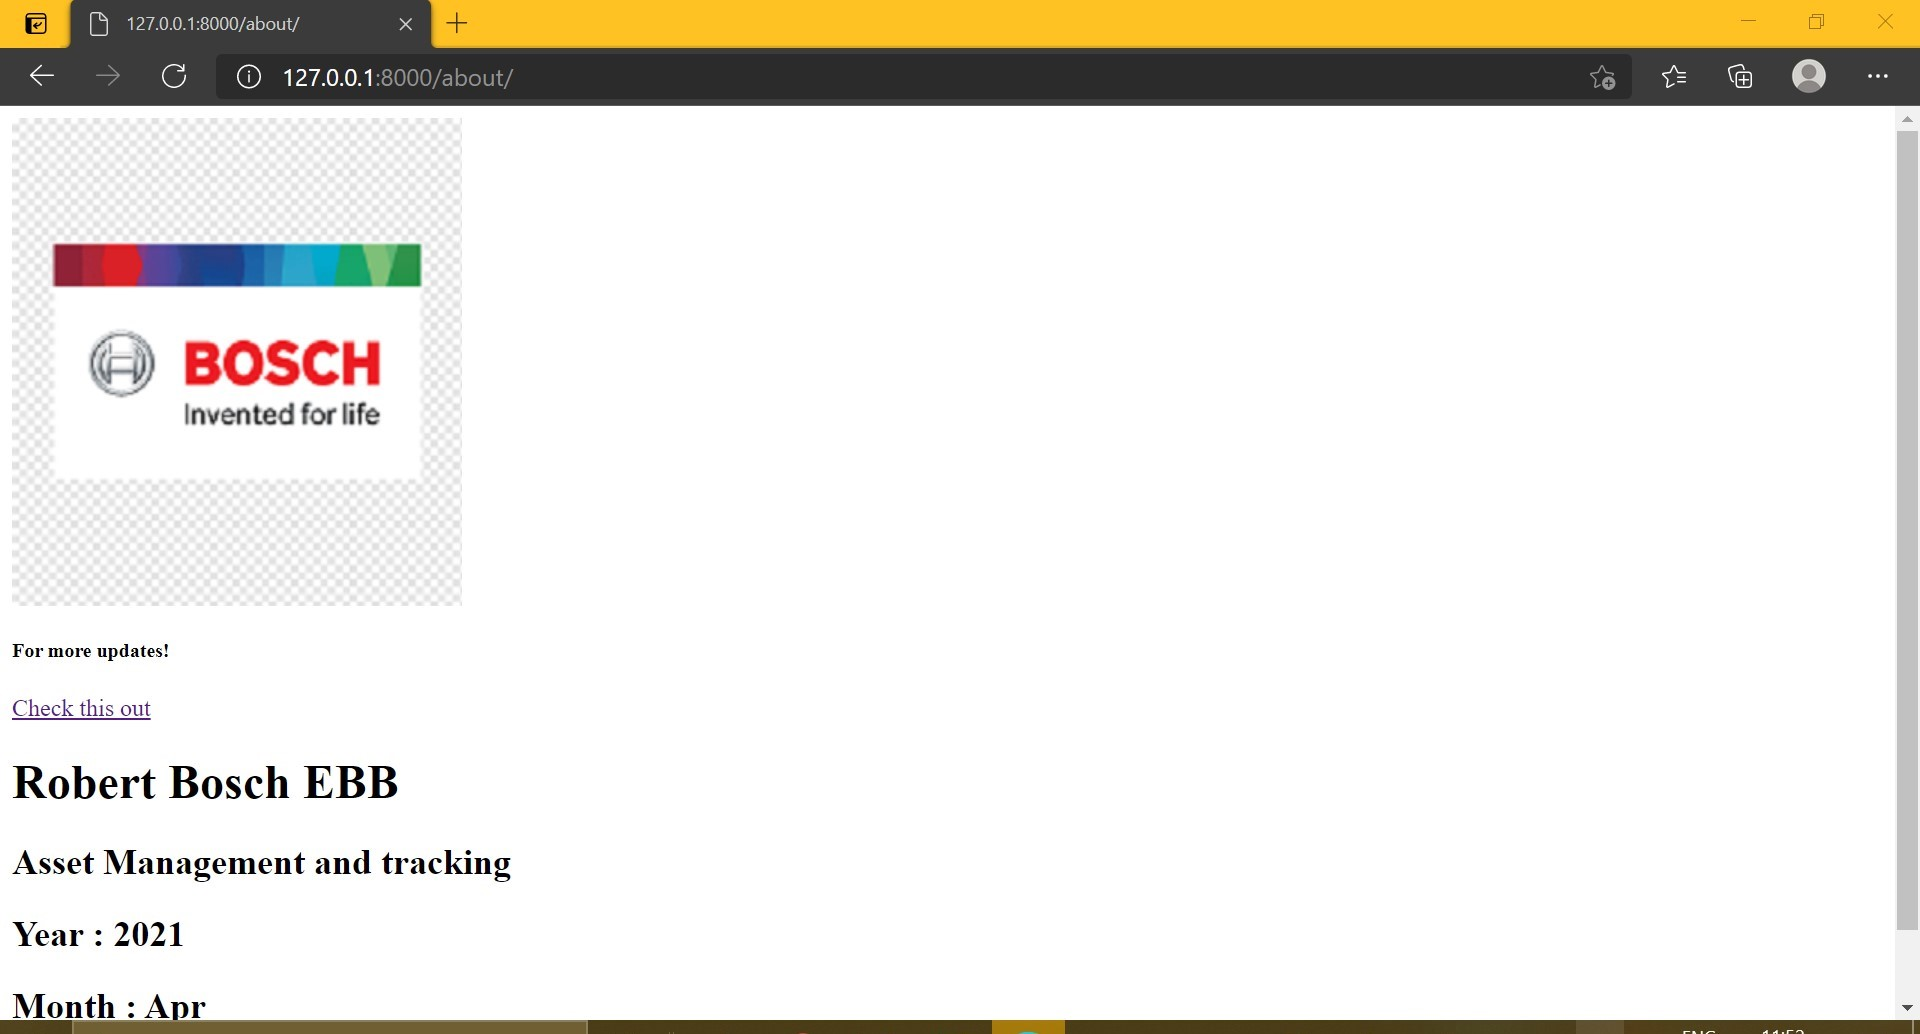 127.0.0.1:8000/about/
127.0.0.1:8000/about/
BOSCH
Invented for life
For more updates!
Check this out
Robert Bosch EBB
Asset Management and tracking
Year : 2021
Month : Apr